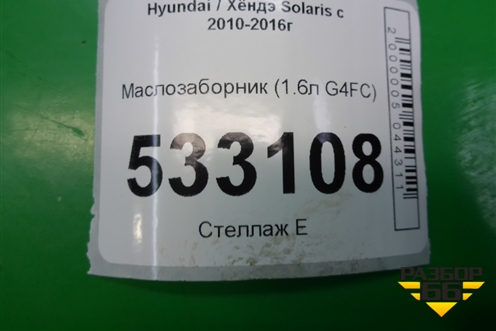 Hyundai / Хёндэ Solaris с
2010-2016г
Маслозаборник (1.6л G4FC)
533108
Стеллаж Е
2000005044311
РАЗБОР
66